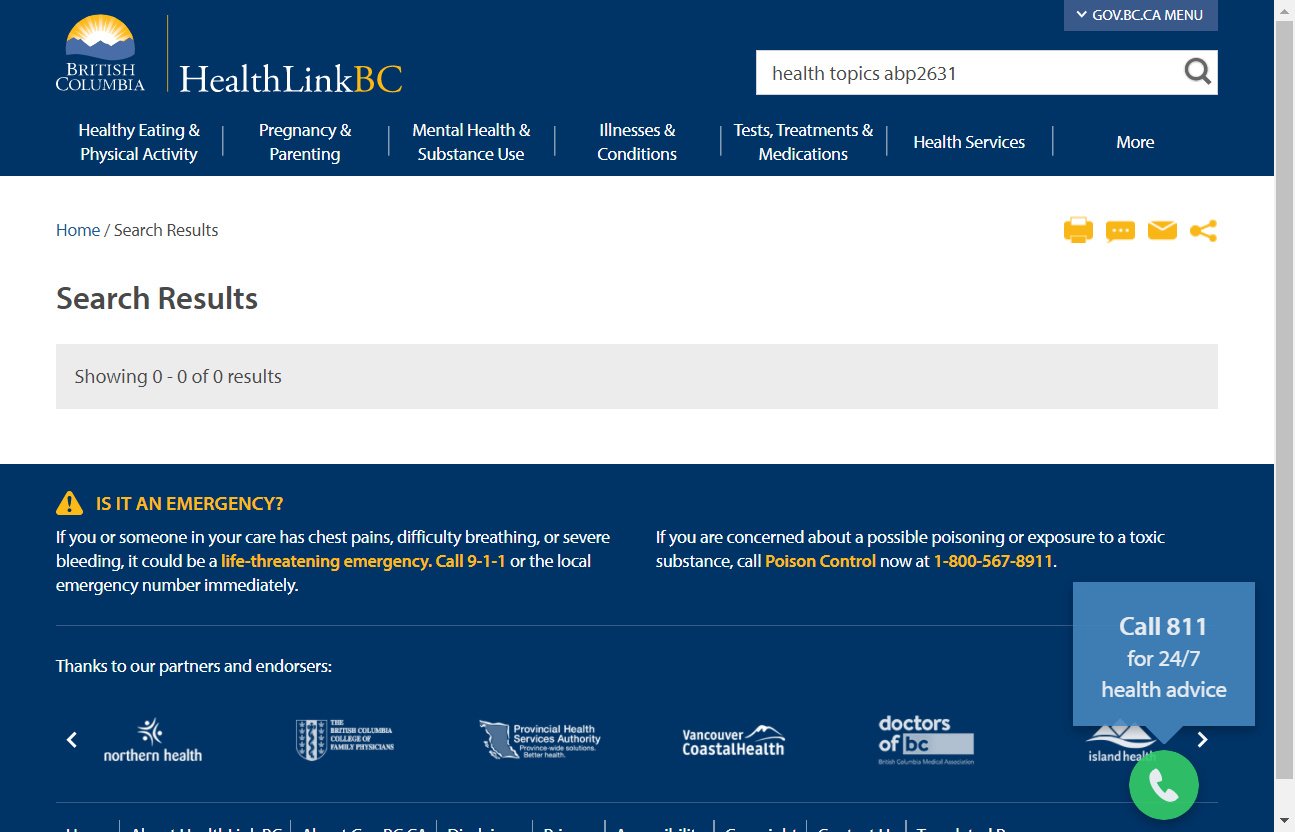 GOV.BC.CA MENU
BRITISH
COLUMBIA
HealthLinkBC
health topics abp2631
Healthy Eating &
Physical Activity
Pregnancy &
Parenting
Mental Health &
Substance Use
Illnesses &
Conditions
Tests, Treatments &
Medications
Health Services
More
Home / Search Results
Search Results
Showing 0 - 0 of 0 results
IS IT AN EMERGENCY?
If you or someone in your care has chest pains, difficulty breathing, or severe
bleeding, it could be a life-threatening emergency. Call 9-1-1 or the local
emergency number immediately.
If you are concerned about a possible poisoning or exposure to a toxic
substance, call Poison Control now at 1-800-567-8911.
Call 811
for 24/7
health advice
Thanks to our partners and endorsers:
northern health
THE
BRITISH COLUMBIA
COLLEGE OF
FAMILY PHYSICIANS
Provincial Health
Services Authority
Province-wide solutions.
Better health.
Vancouver
CoastalHealth
doctors
of bc
British Columbia Medical Association
island health